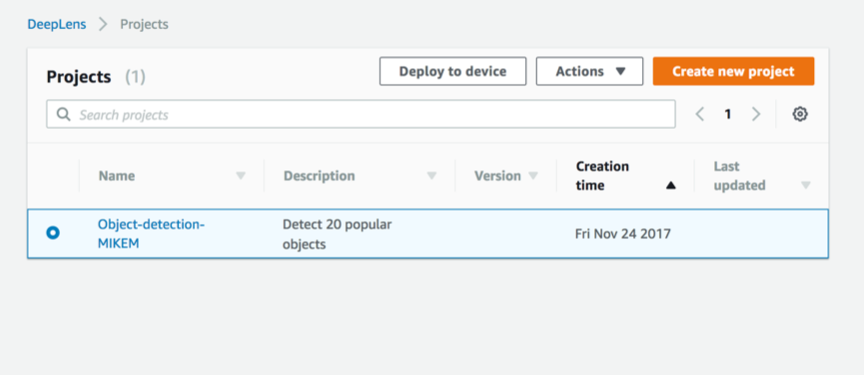 DeepLens > Projects
Projects (1) Deploy to device Actions ▼ Create new project
Search projects < 1 >
Name Description Version Creation time Last updated
Object-detection-MIKEM Detect 20 popular objects Fri Nov 24 2017